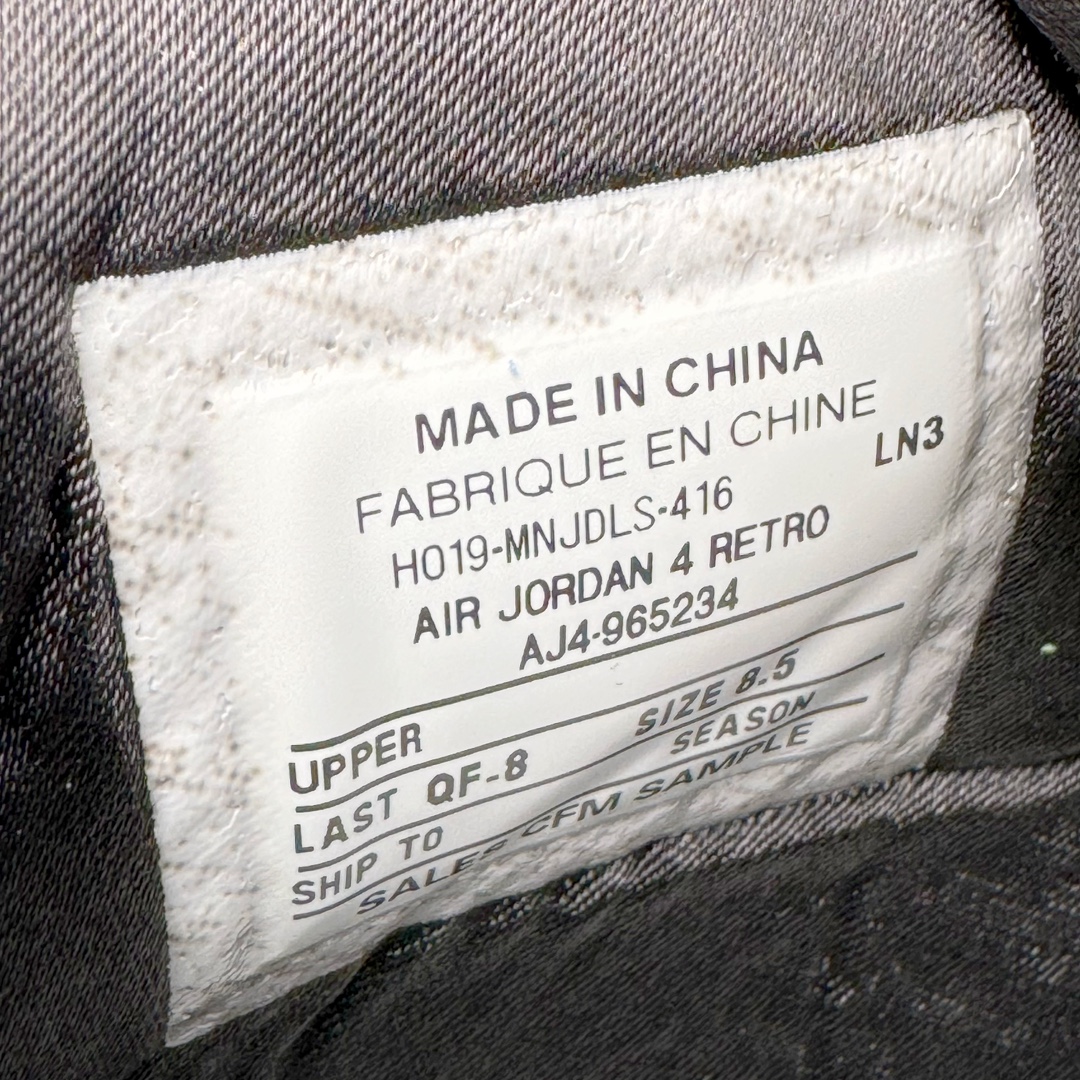 MADE IN CHINA
FABRIQUE EN CHINE
LN3
H019-MNJDLS-416
AIR JORDAN 4 RETRO
AJ4-965234
UPPER SIZE 8.5
LAST QF-8 SEASON
SHIP TO
SALES CFM SAMPLE